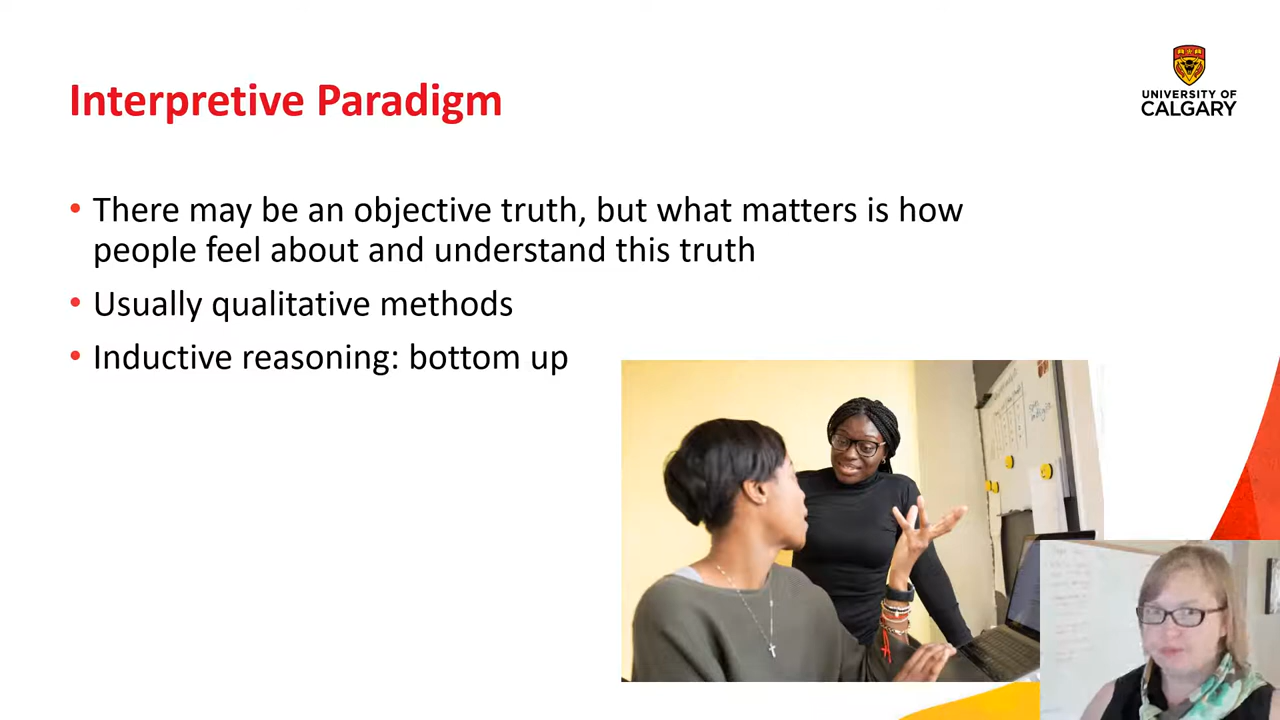 Interpretive Paradigm
UNIVERSITY OF
CALGARY
• There may be an objective truth, but what matters is how
people feel about and understand this truth
• Usually qualitative methods
• Inductive reasoning: bottom up